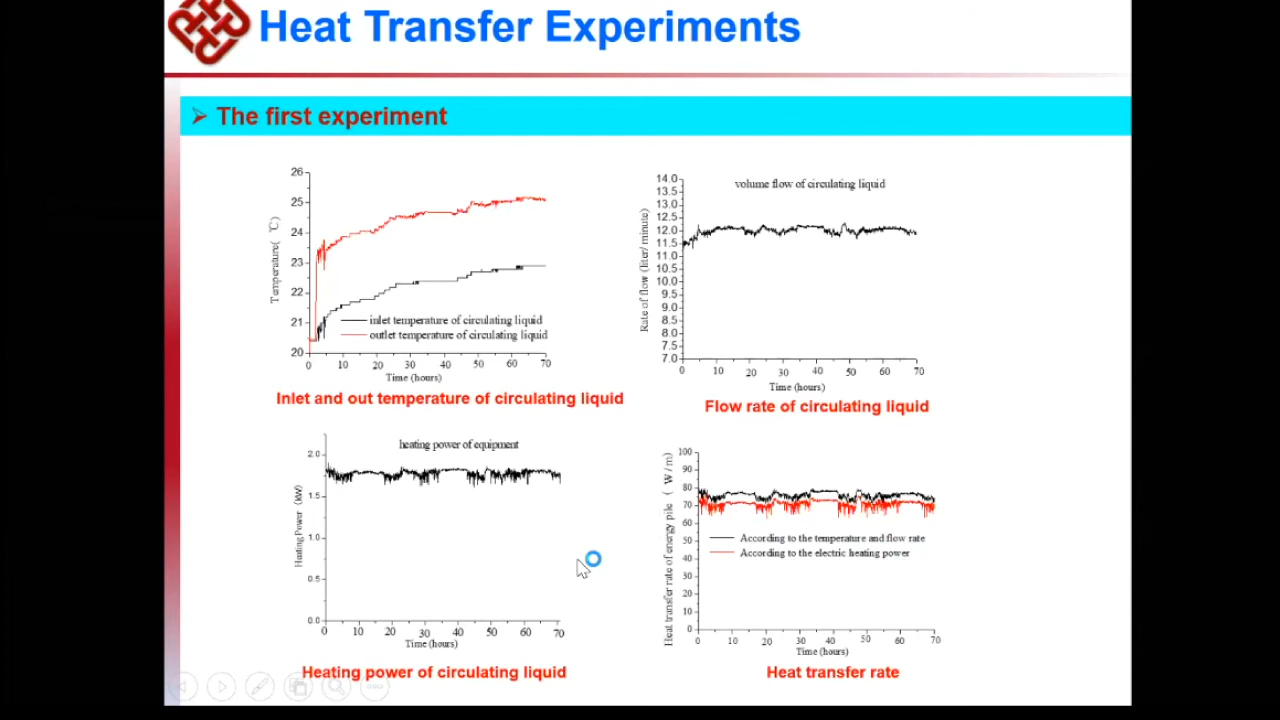 Heat Transfer Experiments
The first experiment
26
25
24
23
22
21
20
Temperature( ℃)
inlet temperature of circulating liquid
outlet temperature of circulating liquid
0 10 20 30 40 50 60 70
Time (hours)
Inlet and out temperature of circulating liquid
volume flow of circulating liquid
14.0
13.5
13.0
12.5
12.0
11.5
11.0
10.5
10.0
9.5
9.0
8.5
8.0
7.5
7.0
Rate of flow (liter/ minute)
0 10 20 30 40 50 60 70
Time (hours)
Flow rate of circulating liquid
heating power of equipment
2.0
1.5
1.0
0.5
0.0
Heating Power (kW)
0 10 20 30 40 50 60 70
Time (hours)
Heating power of circulating liquid
100
90
80
70
60
50
40
30
20
10
0
Heat transfer rate of energy pile ( W / m)
According to the temperature and flow rate
According to the electric heating power
0 10 20 30 40 50 60 70
Time (hours)
Heat transfer rate